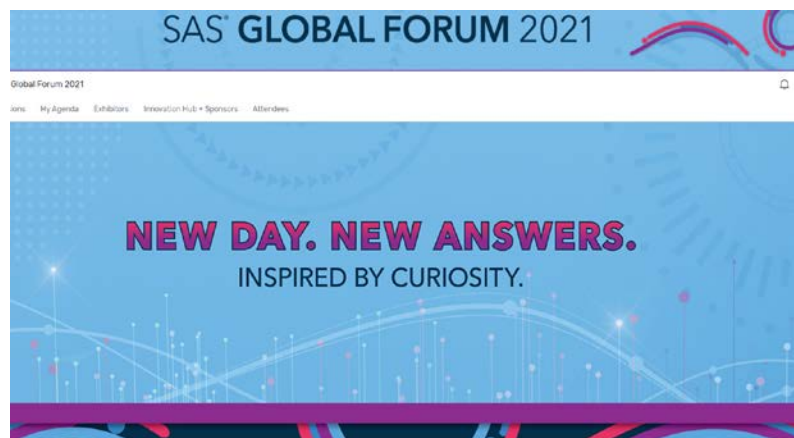 SAS® GLOBAL FORUM 2021
Global Forum 2021
ions My Agenda Exhibitors Innovation Hub + Sponsors Attendees
NEW DAY. NEW ANSWERS.
INSPIRED BY CURIOSITY.